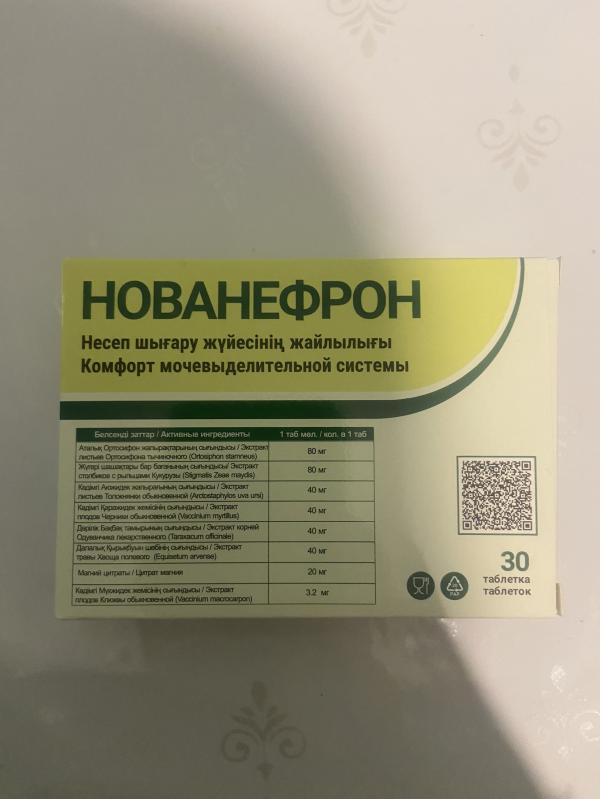 НОВАНЕФРОН
Несеп шығару жүйесінің жайлылығы
Комфорт мочевыделительной системы
Белсенді заттар / Активные ингредиенты 1 таб мөл. / кол. в 1 таб
Аталық Ортосифон жапырақтарының сығындысы / Экстракт
листьев Ортосифона тычиночного (Ortosiphon stamneus) 80 мг
Жүгері шашақтары бар бағанының сығындысы/ Экстракт
столбиков с рыльцами Кукурузы (Stigmatis Zeae maydis) 80 мг
Кәдімгі Аюжидек жапырағының сығындысы / Экстракт
листьев Толокнянки обыкновенной (Arctostaphylos uva ursi) 40 мг
Кәдімгі Қаражидек жемісінің сығындысы / Экстракт
плодов Черники обыкновенной (Vaccinium myrtillus) 40 мг
Дәрілік Бақбақ тамырының сығындысы / Экстракт корней
Одуванчика лекарственного (Taraxacum officinale) 40 мг
Далалық Қырықбуын шөбінің сығындысы / Экстракт
травы Хвоща полевого (Equisetum arvense) 40 мг
Магний цитраты / Цитрат магния 20 мг
Кәдімгі Мүкжидек жемісінің сығындысы / Экстракт
плодов Клюквы обыкновенной (Vaccinium macrocarpon) 3.2 мг
30
таблетка
таблеток
PAP